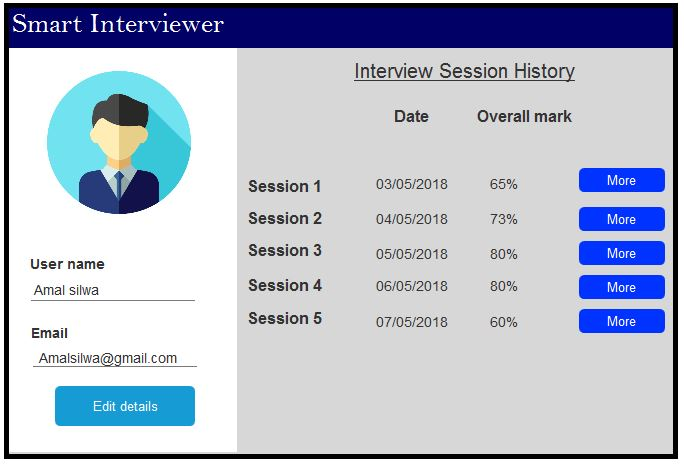 Smart Interviewer
User name
Amal silwa
Email
Amalsilwa@gmail.com
Edit details
Interview Session History
Date Overall mark
Session 1 03/05/2018 65% More
Session 2 04/05/2018 73% More
Session 3 05/05/2018 80% More
Session 4 06/05/2018 80% More
Session 5 07/05/2018 60% More